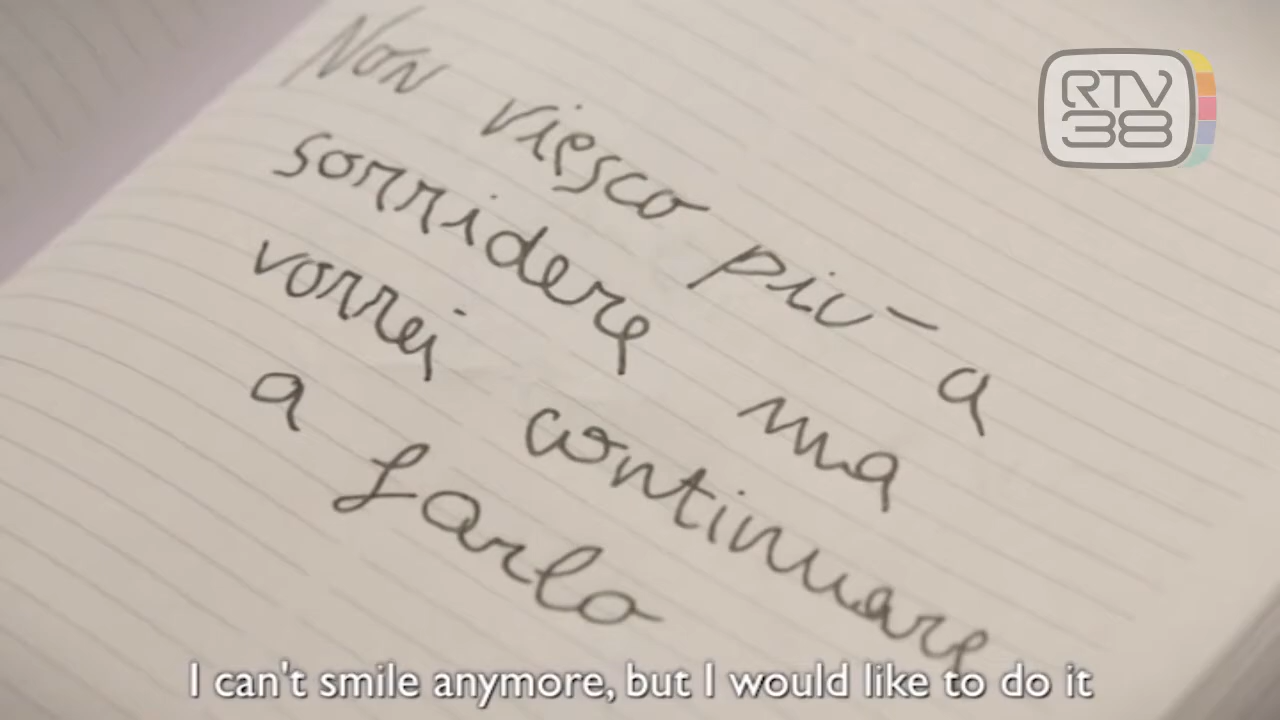 RTV
38
Non riesco più a
sorridere ma
vorrei continuare
a farlo
I can't smile anymore, but I would like to do it